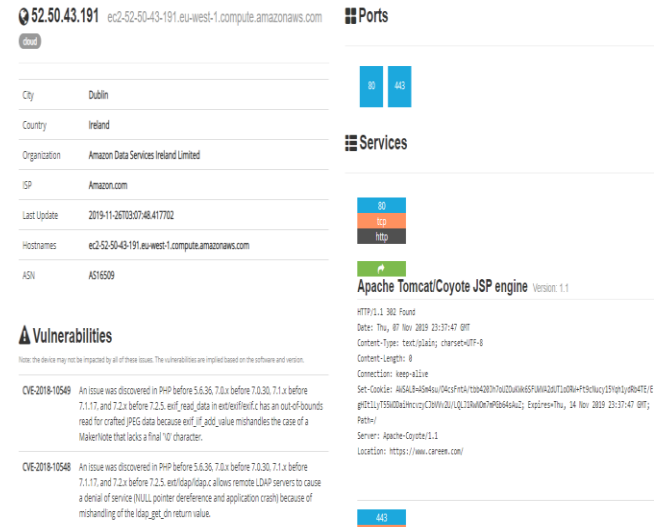 52.50.43.191 ec2-52-50-43-191.eu-west-1.compute.amazonaws.com
cloud
City Dublin
Country Ireland
Organization Amazon Data Services Ireland Limited
ISP Amazon.com
Last Update 2019-11-26T03:07:48.417702
Hostnames ec2-52-50-43-191.eu-west-1.compute.amazonaws.com
ASN AS16509
Vulnerabilities
Note: the device may not be impacted by all of these issues. The vulnerabilities are implied based on the software and version.
CVE-2018-10549 An issue was discovered in PHP before 5.6.36, 7.0.x before 7.0.30, 7.1.x before
7.1.17, and 7.2.x before 7.2.5. exif_read_data in ext/exif/exif.c has an out-of-bounds
read for crafted JPEG data because exif_iif_add_value mishandles the case of a
MakerNote that lacks a final '\0' character.
CVE-2018-10548 An issue was discovered in PHP before 5.6.36, 7.0.x before 7.0.30, 7.1.x before
7.1.17, and 7.2.x before 7.2.5. ext/ldap/ldap.c allows remote LDAP servers to cause
a denial of service (NULL pointer dereference and application crash) because of
mishandling of the ldap_get_dn return value.
Ports
80 443
Services
80
tcp
http
Apache Tomcat/Coyote JSP engine Version: 1.1
HTTP/1.1 302 Found
Date: Thu, 07 Nov 2019 23:37:47 GMT
Content-Type: text/plain; charset=UTF-8
Content-Length: 0
Connection: keep-alive
Set-Cookie:
Expires=Thu, 14 Nov 2019 23:37:47 GMT;
Path=/
Server: Apache-Coyote/1.1
Location: https://www.careem.com/
443